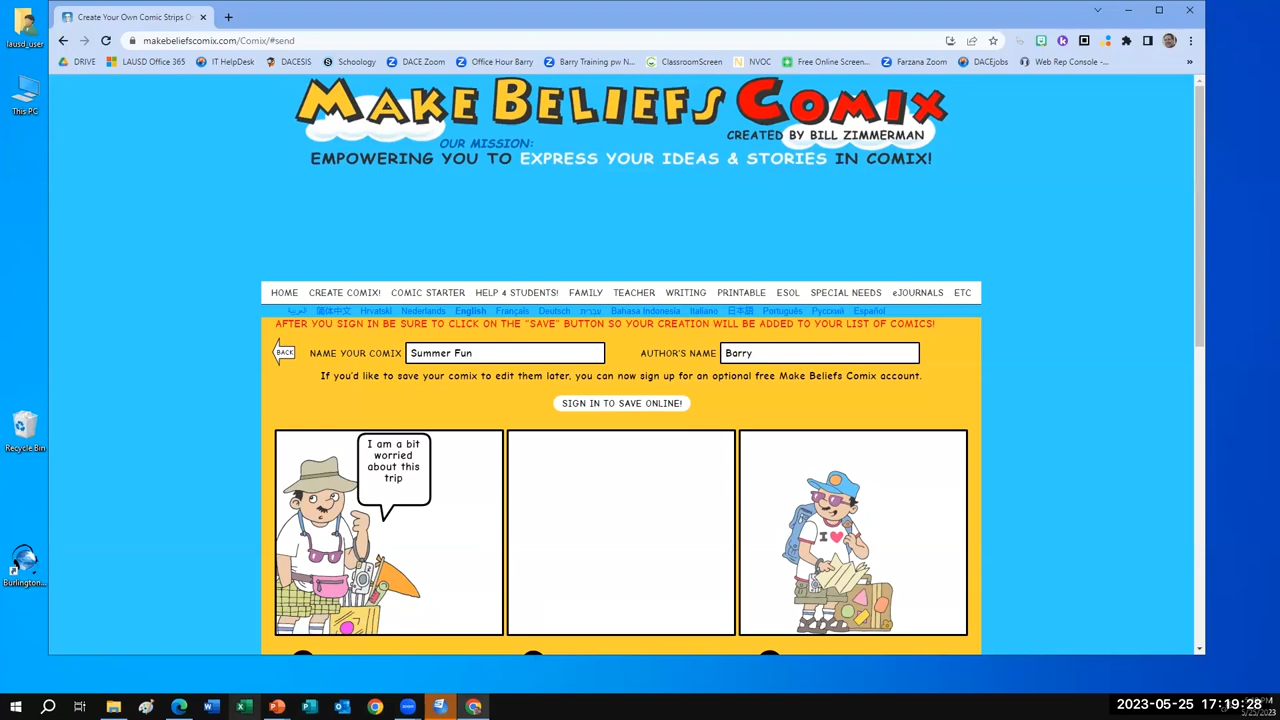 lausd_user
This PC
Recycle Bin
Burlington...
Create Your Own Comic Strips O
makebeliefscomix.com/Comix/#send
DRIVE LAUSD Office 365 IT HelpDesk DACESIS Schoology DACE Zoom Office Hour Barry Barry Training pw N... ClassroomScreen NVOC Free Online Screen... Farzana Zoom DACEjobs Web Rep Console -... »
MAKE BELIEFS COMIX
CREATED BY BILL ZIMMERMAN
OUR MISSION:
EMPOWERING YOU TO EXPRESS YOUR IDEAS & STORIES IN COMIX!
HOME CREATE COMIX! COMIC STARTER HELP 4 STUDENTS! FAMILY TEACHER WRITING PRINTABLE ESOL SPECIAL NEEDS eJOURNALS ETC
العربية 简体中文 Hrvatski Nederlands English Français Deutsch עברית Bahasa Indonesia Italiano 日本語 Português Русский Español
AFTER YOU SIGN IN BE SURE TO CLICK ON THE "SAVE" BUTTON SO YOUR CREATION WILL BE ADDED TO YOUR LIST OF COMICS!
BACK NAME YOUR COMIX Summer Fun AUTHOR'S NAME Barry
If you'd like to save your comix to edit them later, you can now sign up for an optional free Make Beliefs Comix account.
SIGN IN TO SAVE ONLINE!
I am a bit
worried
about this
trip
I
2023-05-25 17:19:28